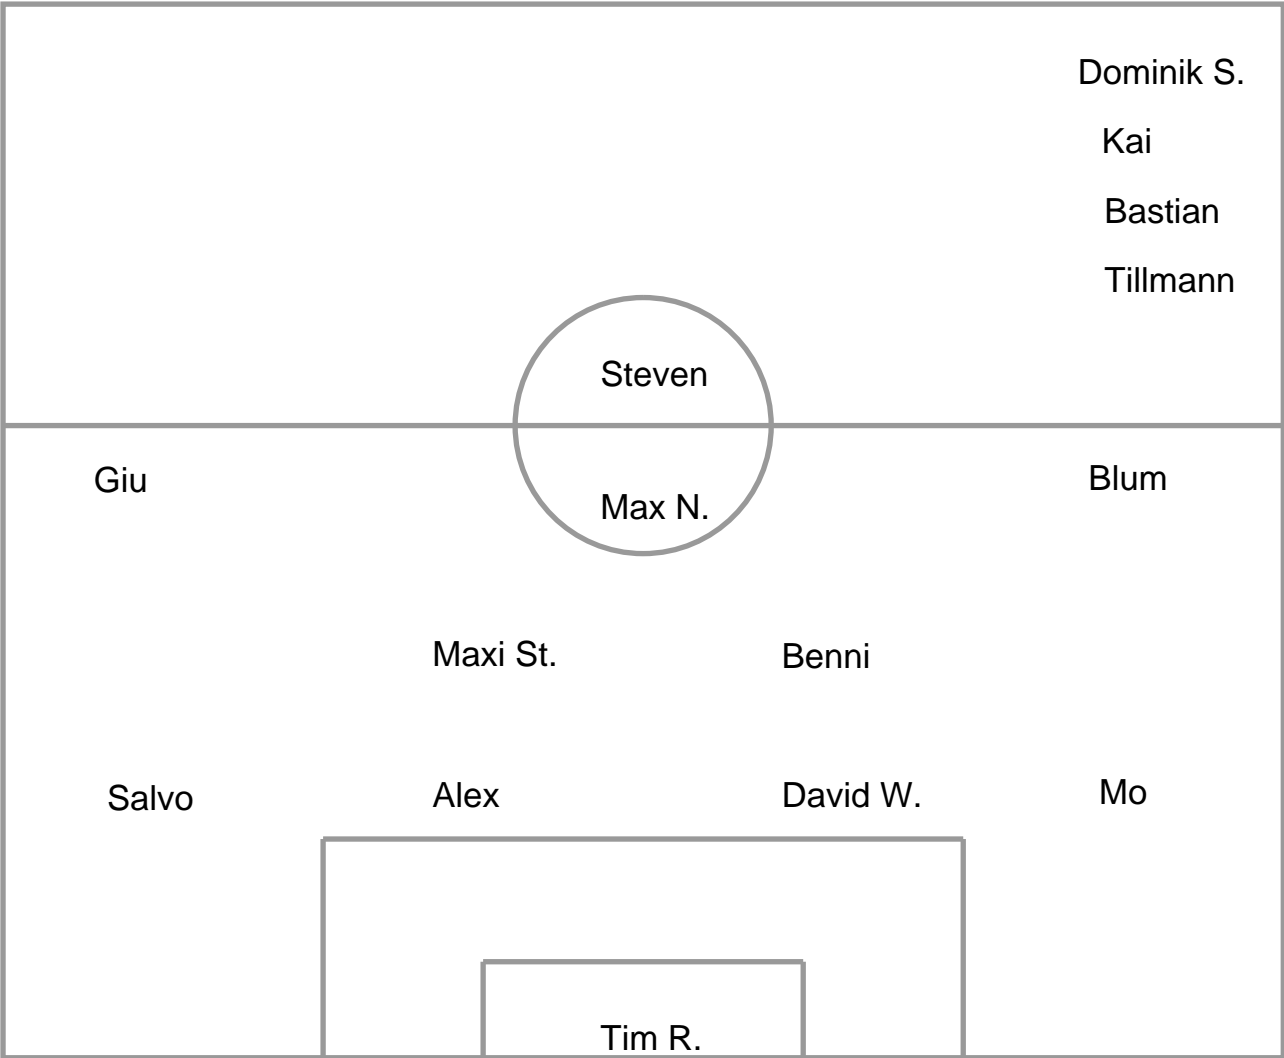 Dominik S.
Kai
Bastian
Tillmann
Steven
Giu
Blum
Max N.
Maxi St.
Benni
Salvo
Alex
David W.
Mo
Tim R.